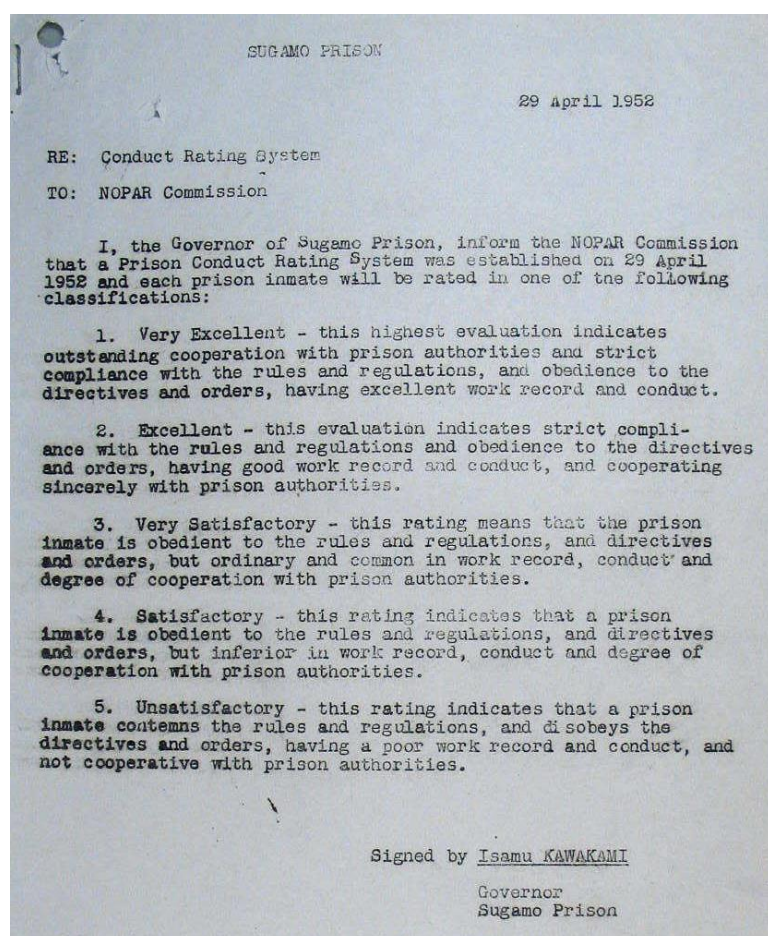 SUGAMO PRISON
29 April 1952
RE: Conduct Rating System
TO: NOPAR Commission
I, the Governor of Sugamo Prison, inform the NOPAR Commission
that a Prison Conduct Rating System was established on 29 April
1952 and each prison inmate will be rated in one of the following
classifications:
1. Very Excellent - this highest evaluation indicates
outstanding cooperation with prison authorities and strict
compliance with the rules and regulations, and obedience to the
directives and orders, having excellent work record and conduct.
2. Excellent - this evaluation indicates strict compli-
ance with the rules and regulations and obedience to the directives
and orders, having good work record and conduct, and cooperating
sincerely with prison authorities.
3. Very Satisfactory - this rating means that the prison
inmate is obedient to the rules and regulations, and directives
and orders, but ordinary and common in work record, conduct and
degree of cooperation with prison authorities.
4. Satisfactory - this rating indicates that a prison
inmate is obedient to the rules and regulations, and directives
and orders, but inferior in work record, conduct and degree of
cooperation with prison authorities.
5. Unsatisfactory - this rating indicates that a prison
inmate contemns the rules and regulations, and disobeys the
directives and orders, having a poor work record and conduct, and
not cooperative with prison authorities.
Signed by Isamu KAWAKAMI
Governor
Sugamo Prison